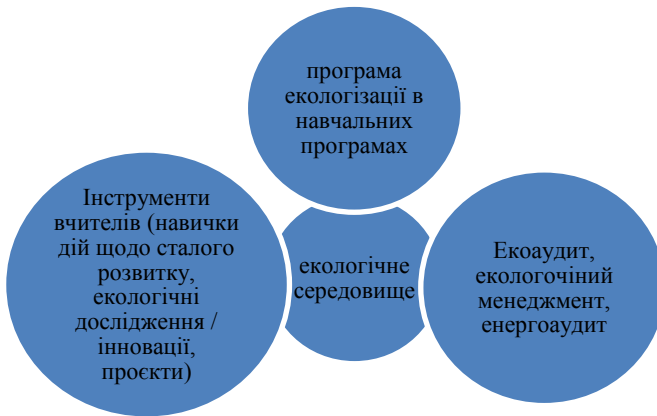 програма
екологізації в
навчальних
програмах
Інструменти
вчителів (навички
дій щодо сталого
розвитку,
екологічні
дослідження /
інновації,
проєкти)
екологічне
середовище
Екоаудит,
екологочіний
менеджмент,
енергоаудит